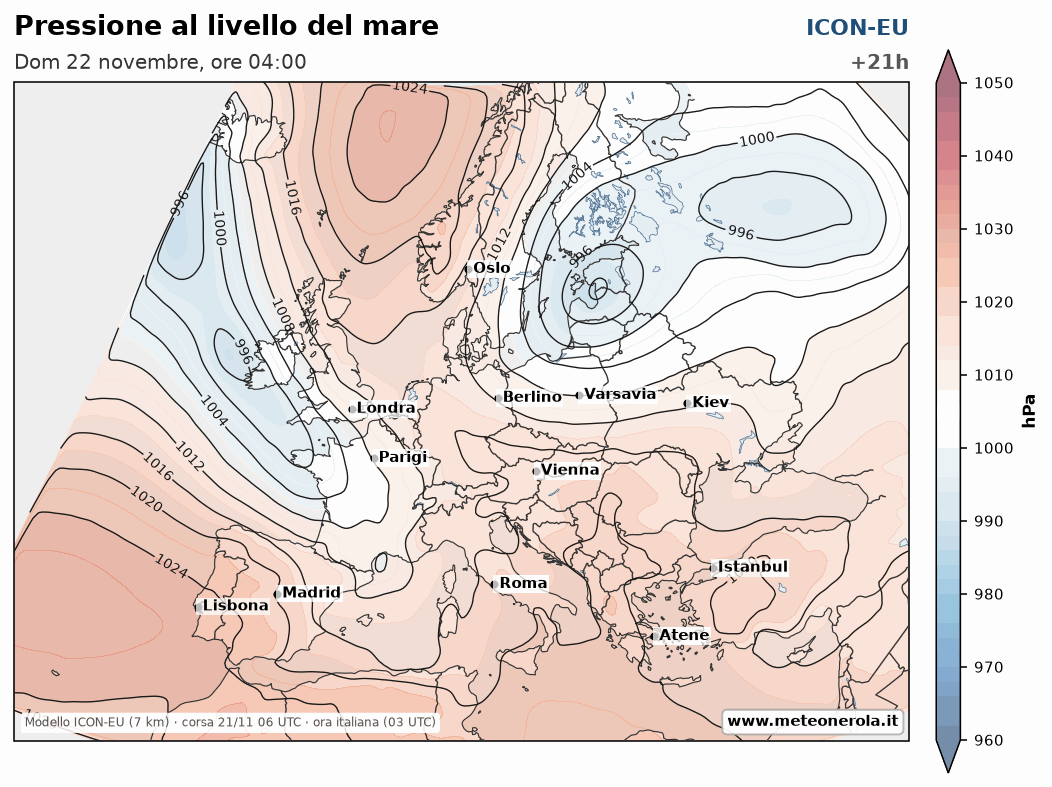 Pressione al livello del mare
ICON-EU
Dom 22 novembre, ore 04:00
+21h
1024
1050
1040
1030
1020
1010
1000
990
980
970
960
hPa
1000
1004
1016
996
1000
1012
996
996
Oslo
1008
996
Berlino
Varsavia
Kiev
Londra
1004
1012
Parigi
1016
Vienna
1020
1024
Istanbul
Roma
Madrid
Lisbona
Atene
Modello ICON-EU (7 km) · corsa 21/11 06 UTC · ora italiana (03 UTC)
www.meteonerola.it